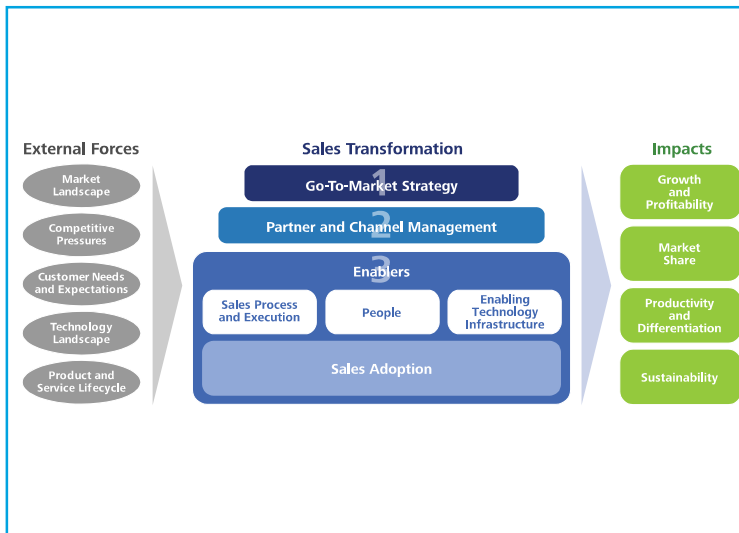 External Forces
Market
Landscape
Competitive
Pressures
Customer Needs
and Expectations
Technology
Landscape
Product and
Service Lifecycle
Sales Transformation
1
Go-To-Market Strategy
2
Partner and Channel Management
3
Enablers
Sales Process
and Execution
People
Enabling
Technology
Infrastructure
Sales Adoption
Impacts
Growth
and
Profitability
Market
Share
Productivity
and
Differentiation
Sustainability